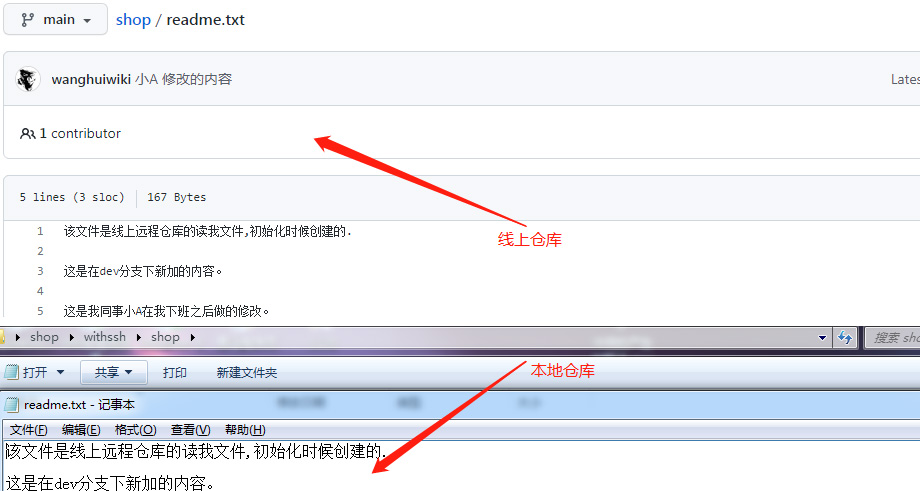 main
shop / readme.txt
wanghuiwiki 小A 修改的内容
Lates
1 contributor
5 lines (3 sloc) 167 Bytes
线上仓库
1 该文件是线上远程仓库的读我文件,初始化时候创建的.
2
3 这是在dev分支下新加的内容。
4
5 这是我同事小A在我下班之后做的修改。
shop withssh shop
搜索 sho
打开 共享 打印 新建文件夹
本地仓库
readme.txt - 记事本
文件(F) 编辑(E) 格式(O) 查看(V) 帮助(H)
该文件是线上远程仓库的读我文件,初始化时候创建的.
这是在dev分支下新加的内容。